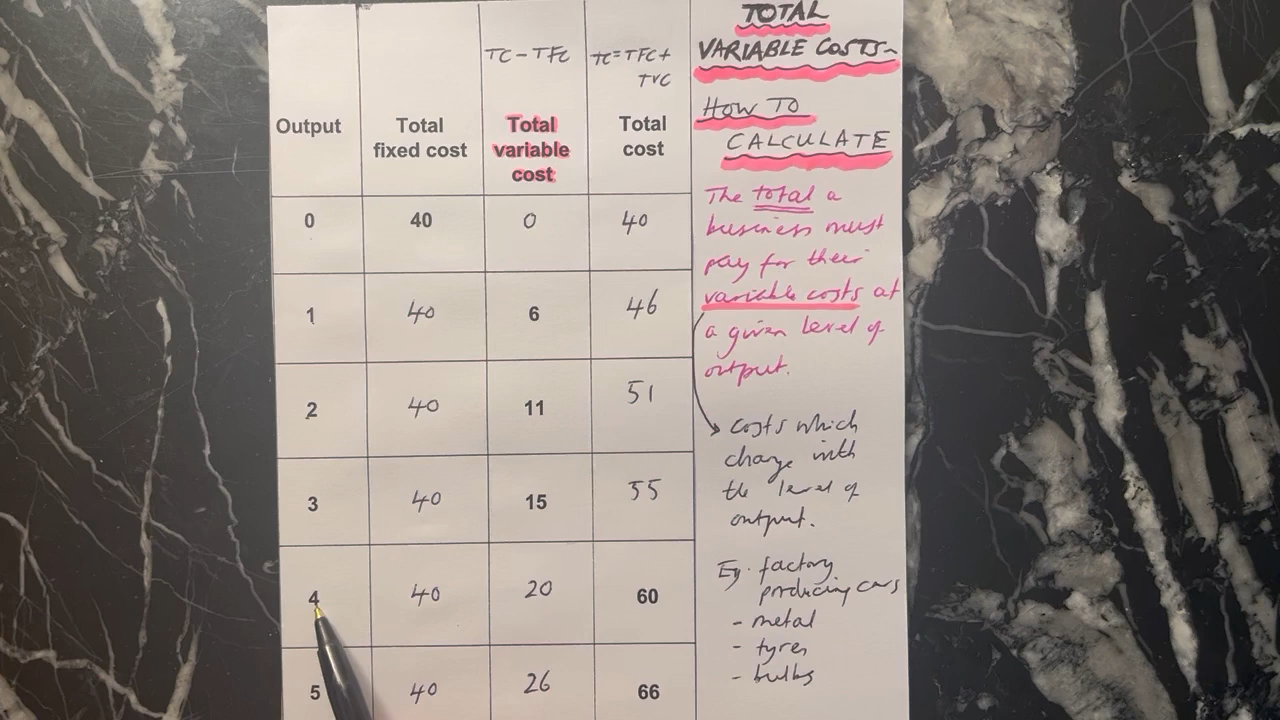 TC - TFC
TC = TFC +
TVC
Output
Total
fixed cost
Total
variable
cost
Total
cost
0 40 0 40
1 40 6 46
2 40 11 51
3 40 15 55
4 40 20 60
5 40 26 66
TOTAL
VARIABLE COSTS-
HOW TO
CALCULATE
The total a
business must
pay for their
variable costs at
a given level of
output.
costs which
change with
the level of
output.
Eg. factory
producing cars
- metal
- tyres
- bulbs